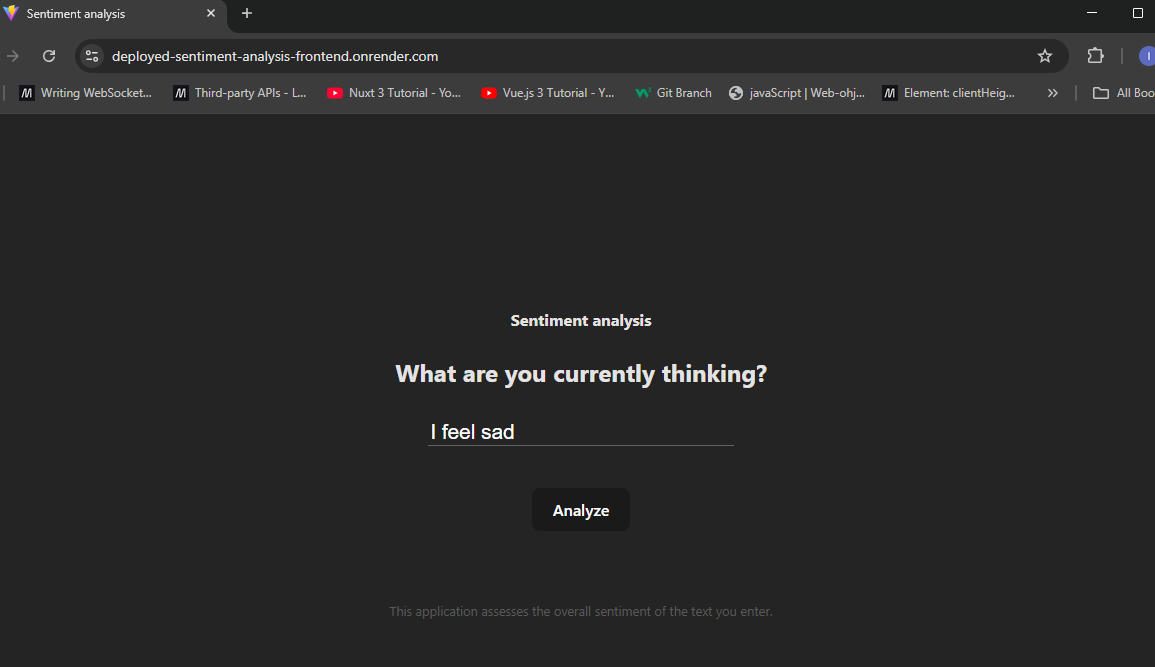 Sentiment analysis
deployed-sentiment-analysis-frontend.onrender.com
Writing WebSocket... Third-party APIs - L... Nuxt 3 Tutorial - Yo... Vue.js 3 Tutorial - Y... Git Branch javaScript | Web-ohj... Element: clientHeig... All Boo
Sentiment analysis
What are you currently thinking?
I feel sad
Analyze
This application assesses the overall sentiment of the text you enter.